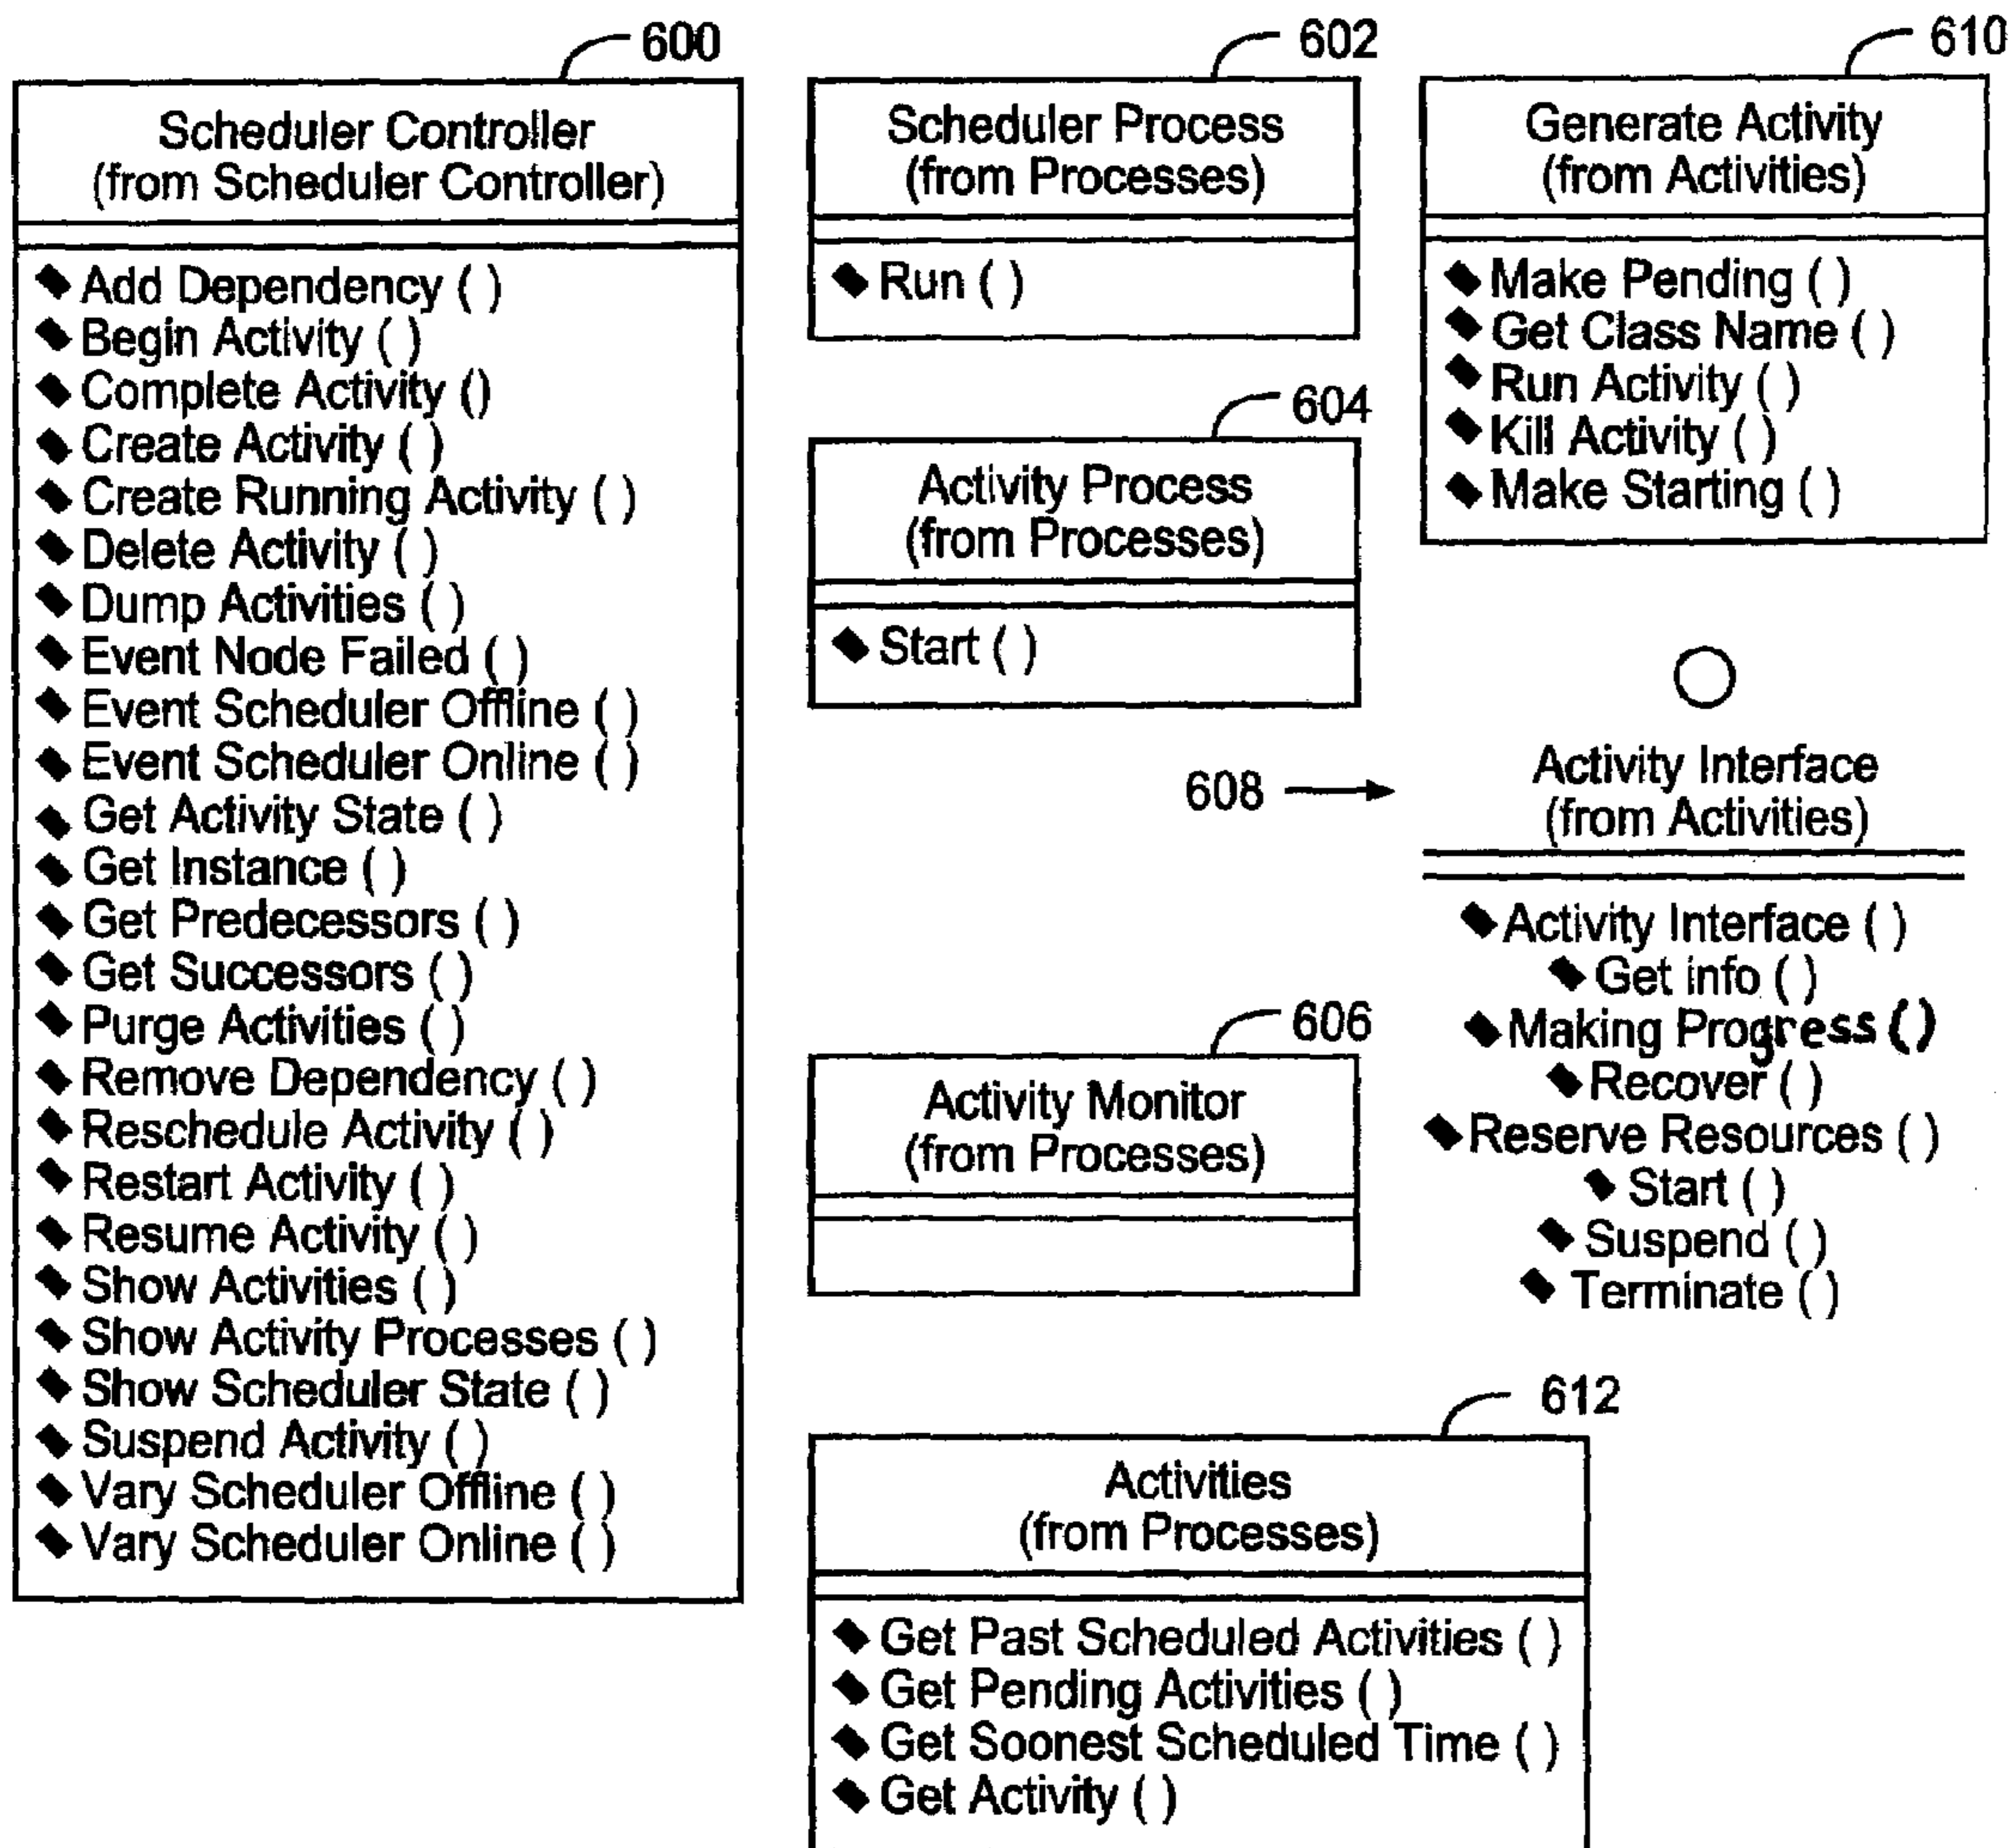 600
Scheduler Controller
(from Scheduler Controller)
Add Dependency ( )
Begin Activity ( )
Complete Activity ()
Create Activity ( )
Create Running Activity ( )
Delete Activity ( )
Dump Activities ( )
Event Node Failed ( )
Event Scheduler Offline ( )
Event Scheduler Online ( )
Get Activity State ( )
Get Instance ( )
Get Predecessors ( )
Get Successors ( )
Purge Activities ( )
Remove Dependency ( )
Reschedule Activity ( )
Restart Activity ( )
Resume Activity ( )
Show Activities ( )
Show Activity Processes ( )
Show Scheduler State ( )
Suspend Activity ( )
Vary Scheduler Offline ( )
Vary Scheduler Online ( )
602
Scheduler Process
(from Processes)
Run ( )
604
Activity Process
(from Processes)
Start ( )
606
Activity Monitor
(from Processes)
610
Generate Activity
(from Activities)
Make Pending ( )
Get Class Name ( )
Run Activity ( )
Kill Activity ( )
Make Starting ( )
608
Activity Interface
(from Activities)
Activity Interface ( )
Get info ( )
Making Progress ()
Recover ( )
Reserve Resources ( )
Start ( )
Suspend ( )
Terminate ( )
612
Activities
(from Processes)
Get Past Scheduled Activities ( )
Get Pending Activities ( )
Get Soonest Scheduled Time ( )
Get Activity ( )